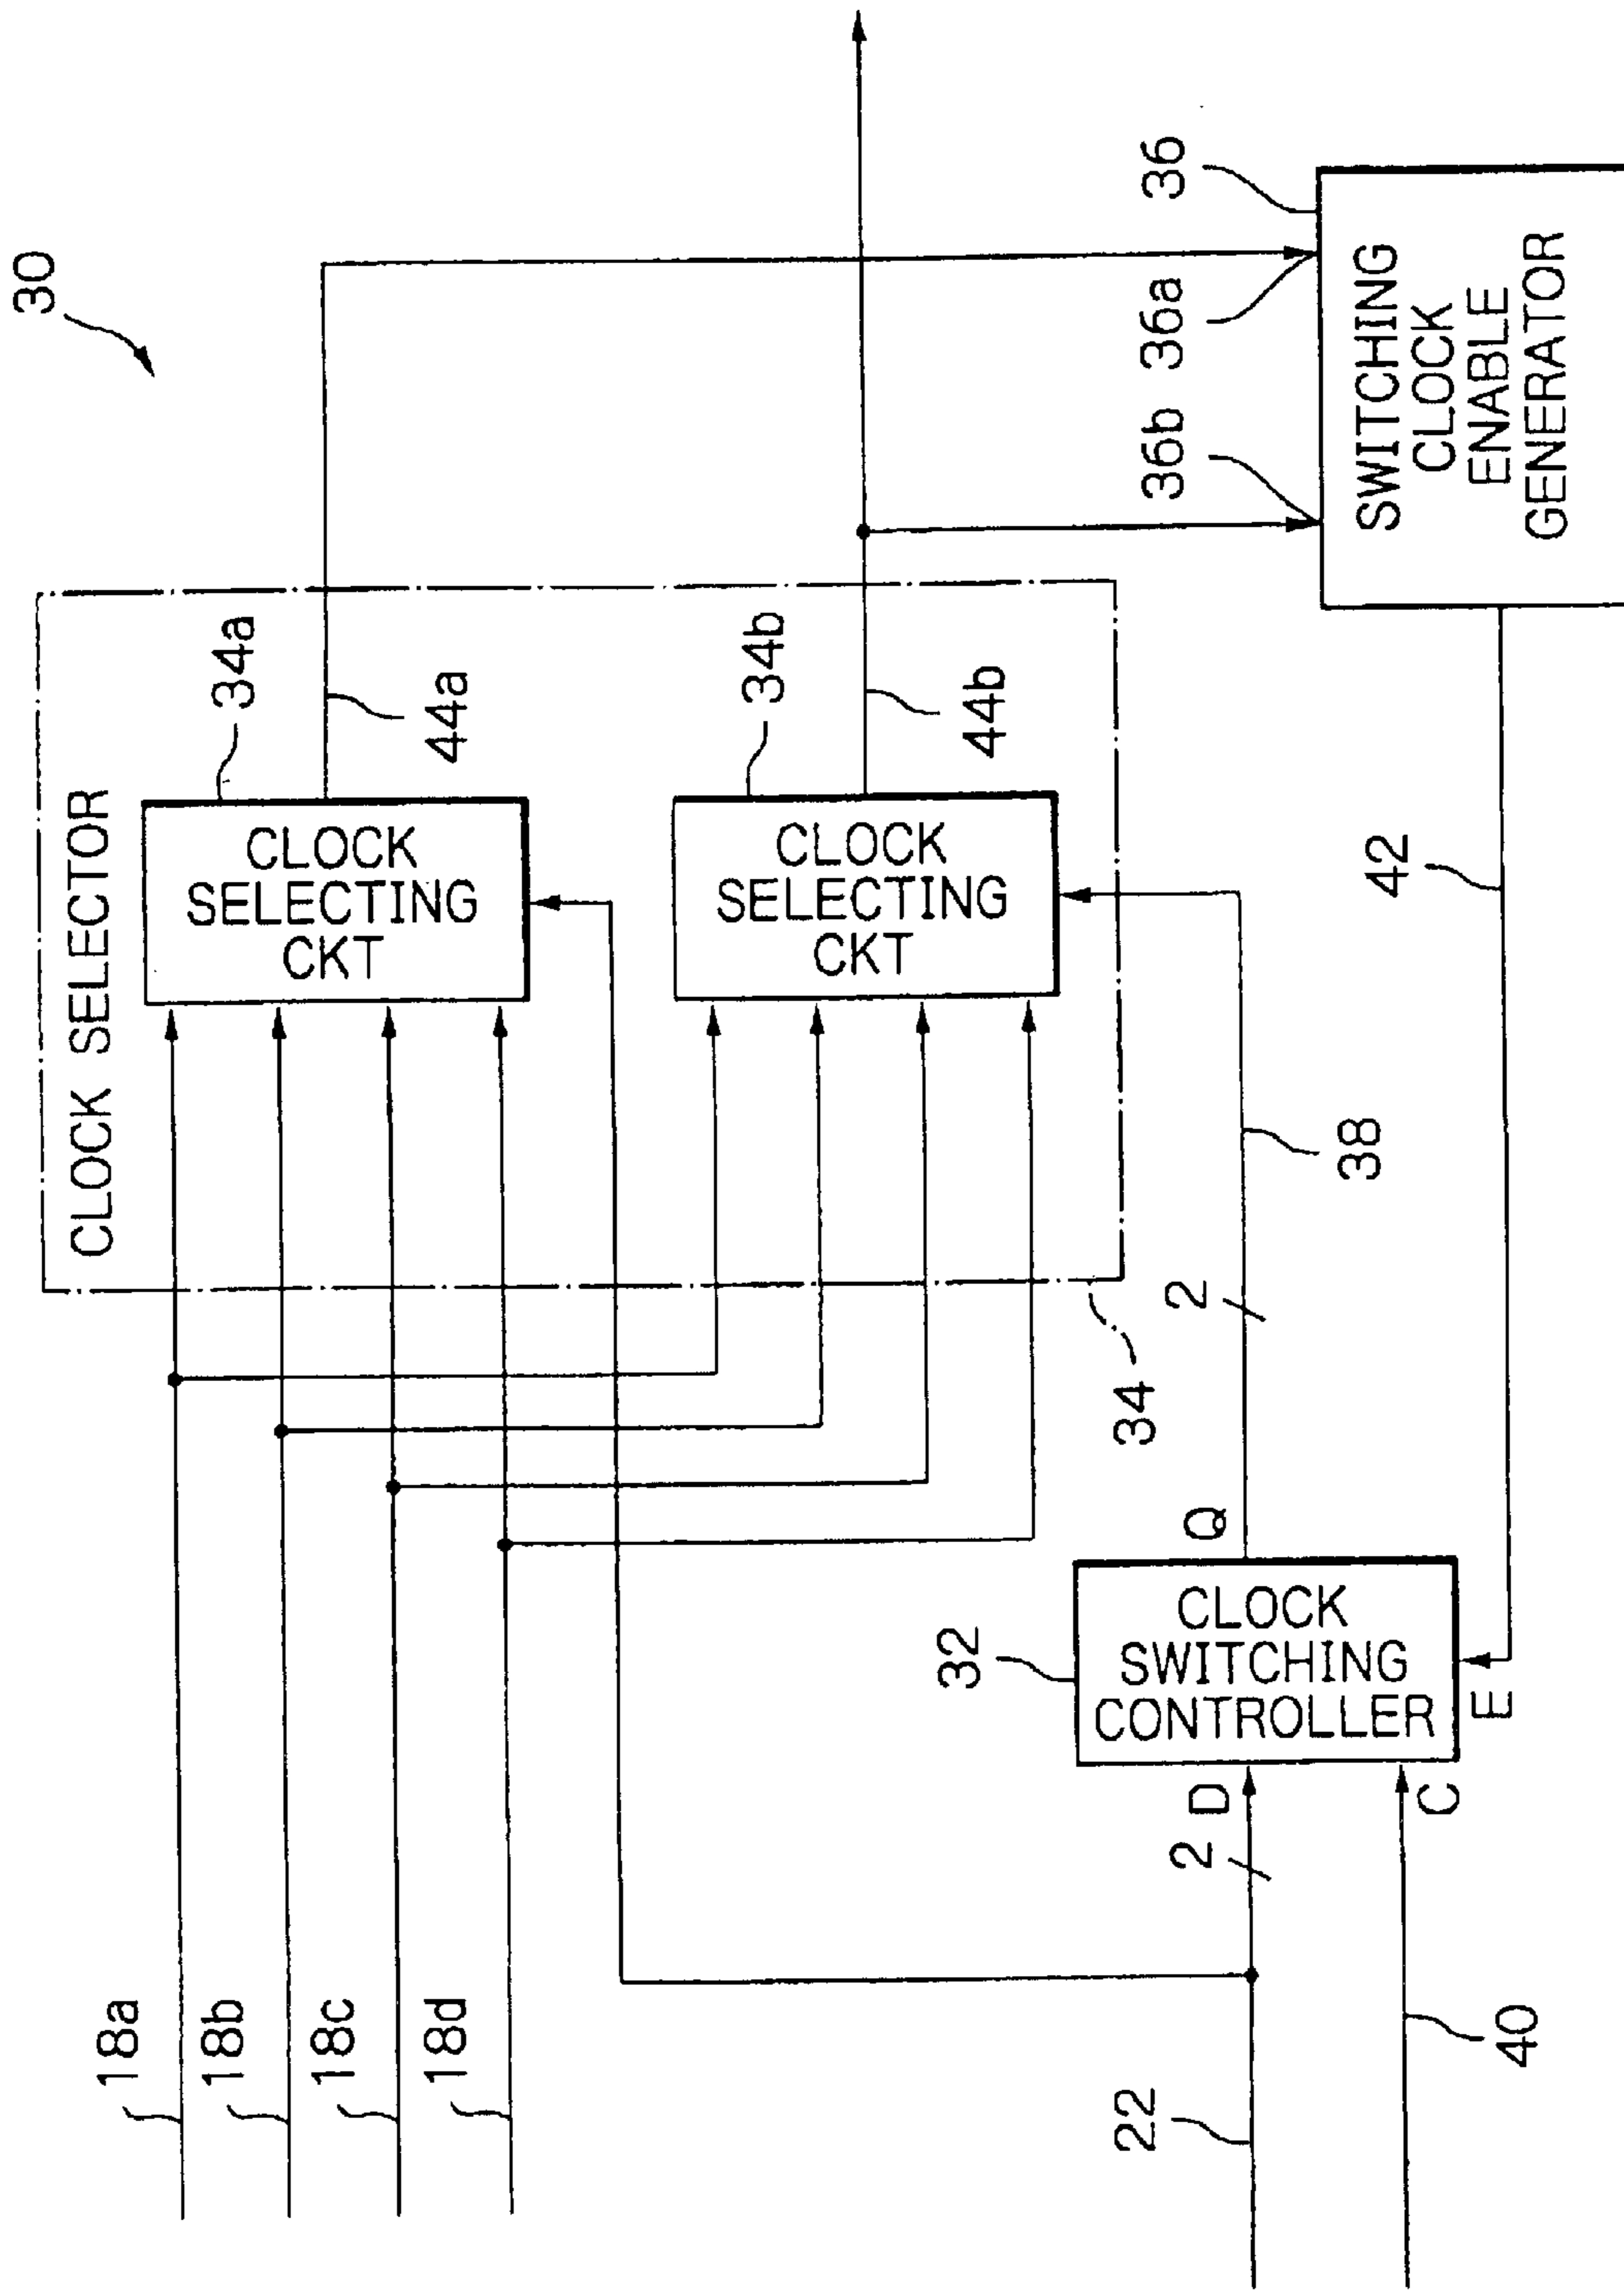 30
CLOCK SELECTOR
34a
CLOCK
SELECTING
CKT
44a
34b
CLOCK
SELECTING
CKT
44b
18a
18b
18c
18d
36b
36a
36
SWITCHING
CLOCK
ENABLE
GENERATOR
34
2
38
42
32
Q
CLOCK
SWITCHING
CONTROLLER
E
D
2
C
22
40